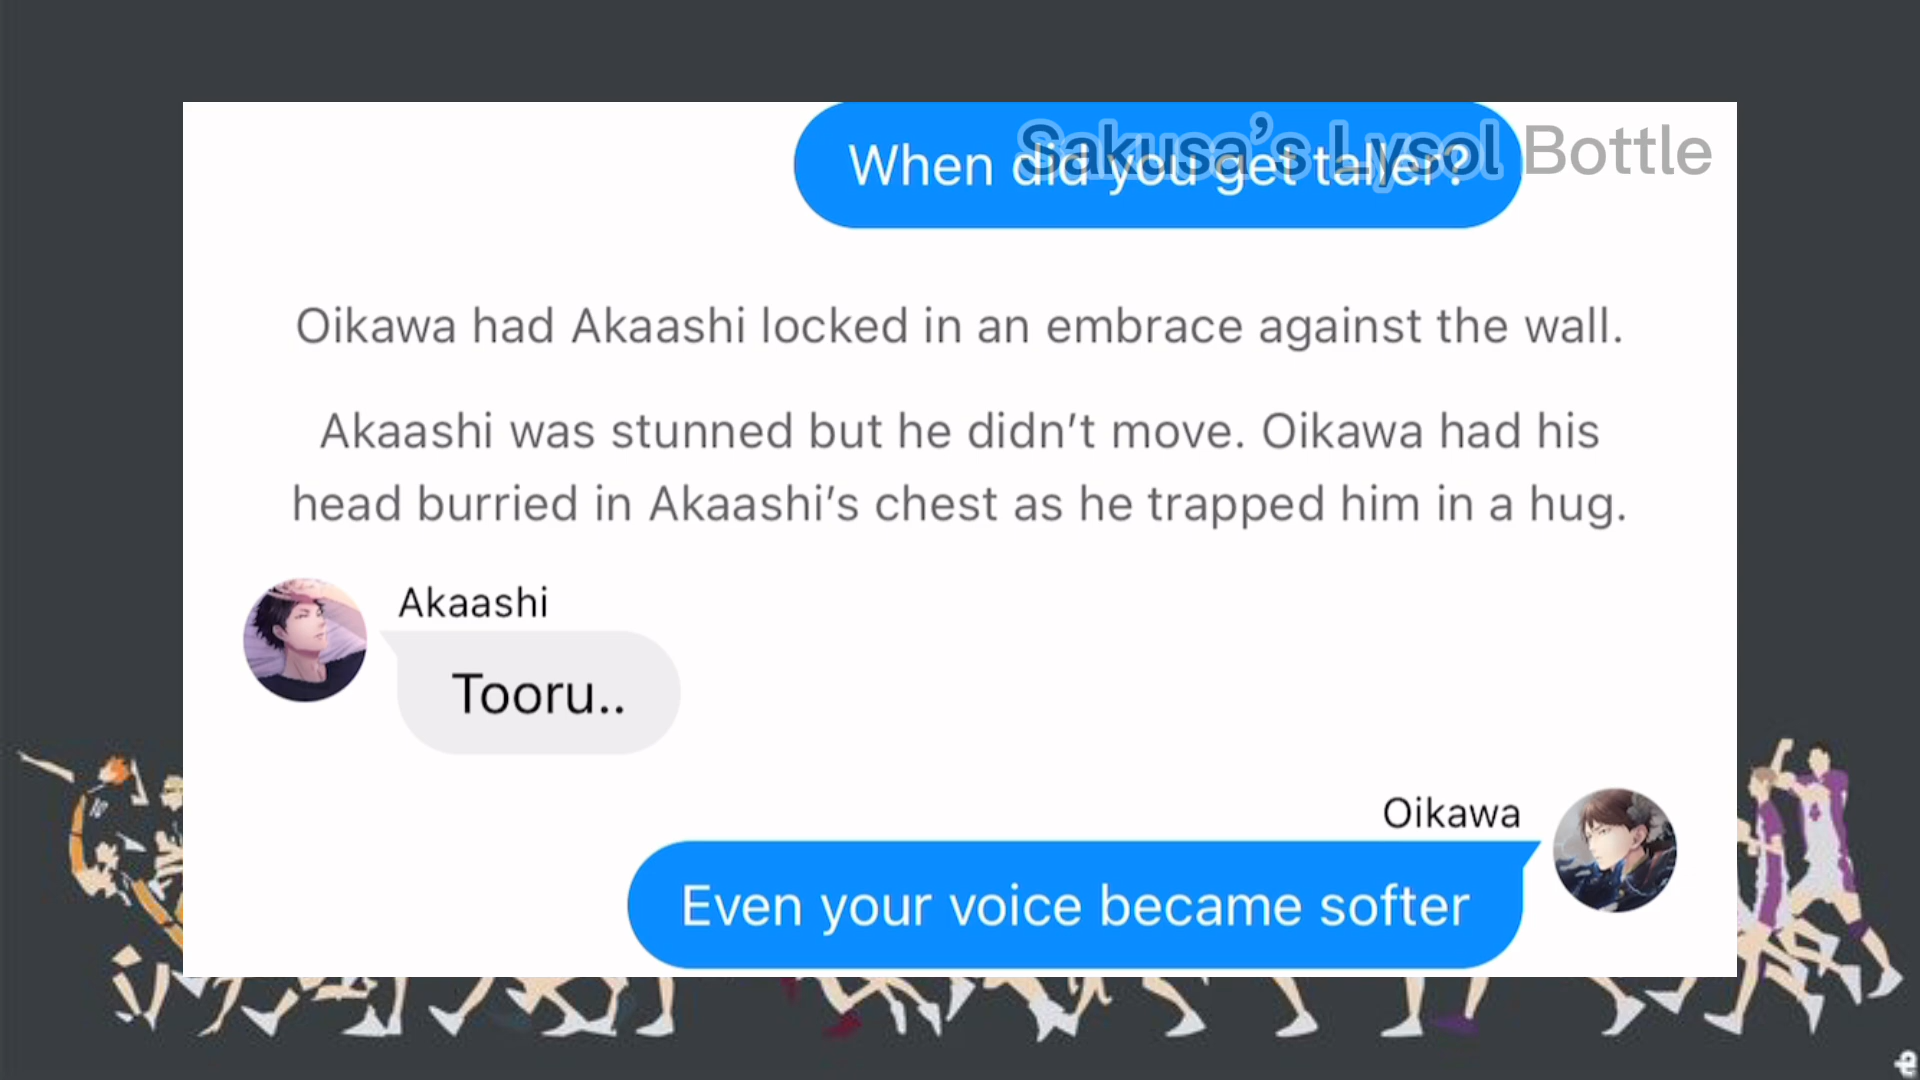 Sakusa’s Lysol Bottle
When did you get taller?
Oikawa had Akaashi locked in an embrace against the wall.
Akaashi was stunned but he didn’t move. Oikawa had his
head burried in Akaashi’s chest as he trapped him in a hug.
Akaashi
Tooru..
Oikawa
Even your voice became softer